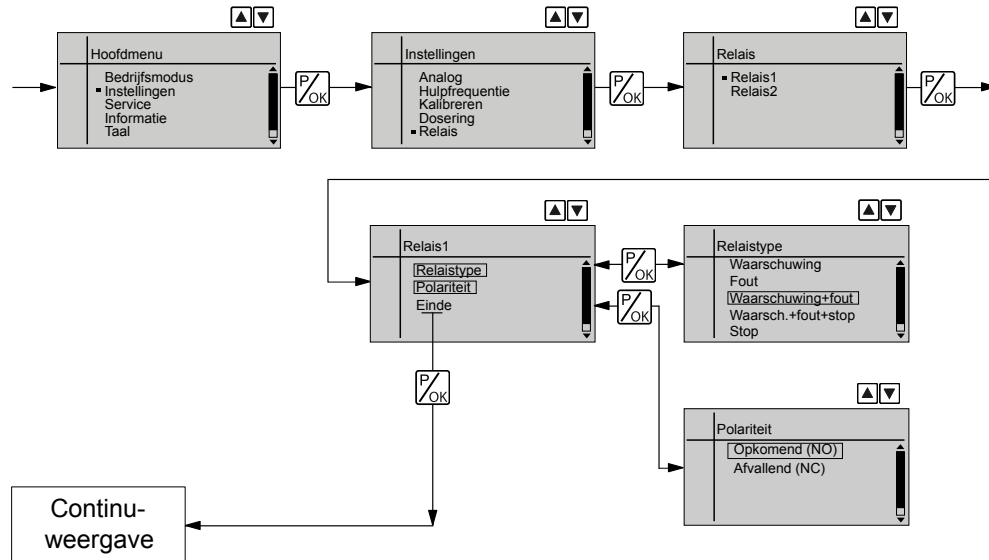 Hoofdmenu
Bedrijfsmodus
Instellingen
Service
Informatie
Taal
P/OK
Instellingen
Analog
Hulpfrequentie
Kalibreren
Dosering
Relais
P/OK
Relais
Relais1
Relais2
P/OK
Relais1
Relaistype
Polariteit
Einde
P/OK
P/OK
Relaistype
Waarschuwing
Fout
Waarschuwing+fout
Waarsch.+fout+stop
Stop
P/OK
Polariteit
Opkomend (NO)
Afvallend (NC)
Continu-
weergave